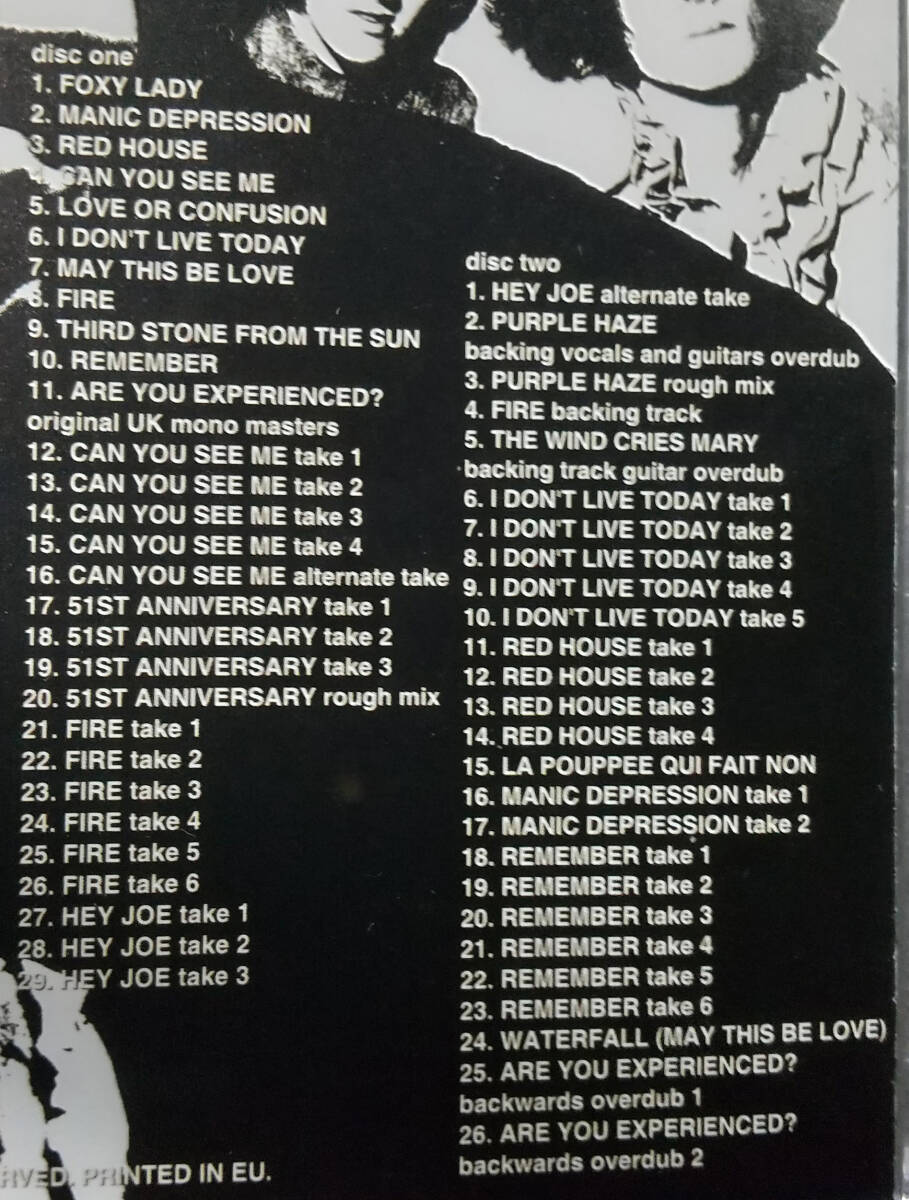 disc one
1. FOXY LADY
2. MANIC DEPRESSION
3. RED HOUSE
4. CAN YOU SEE ME
5. LOVE OR CONFUSION
6. I DON'T LIVE TODAY
7. MAY THIS BE LOVE
8. FIRE
9. THIRD STONE FROM THE SUN
10. REMEMBER
11. ARE YOU EXPERIENCED?
original UK mono masters
12. CAN YOU SEE ME take 1
13. CAN YOU SEE ME take 2
14. CAN YOU SEE ME take 3
15. CAN YOU SEE ME take 4
16. CAN YOU SEE ME alternate take
17. 51ST ANNIVERSARY take 1
18. 51ST ANNIVERSARY take 2
19. 51ST ANNIVERSARY take 3
20. 51ST ANNIVERSARY rough mix
21. FIRE take 1
22. FIRE take 2
23. FIRE take 3
24. FIRE take 4
25. FIRE take 5
26. FIRE take 6
27. HEY JOE take 1
28. HEY JOE take 2
29. HEY JOE take 3
disc two
1. HEY JOE alternate take
2. PURPLE HAZE
backing vocals and guitars overdub
3. PURPLE HAZE rough mix
4. FIRE backing track
5. THE WIND CRIES MARY
backing track guitar overdub
6. I DON'T LIVE TODAY take 1
7. I DON'T LIVE TODAY take 2
8. I DON'T LIVE TODAY take 3
9. I DON'T LIVE TODAY take 4
10. I DON'T LIVE TODAY take 5
11. RED HOUSE take 1
12. RED HOUSE take 2
13. RED HOUSE take 3
14. RED HOUSE take 4
15. LA POUPPEE QUI FAIT NON
16. MANIC DEPRESSION take 1
17. MANIC DEPRESSION take 2
18. REMEMBER take 1
19. REMEMBER take 2
20. REMEMBER take 3
21. REMEMBER take 4
22. REMEMBER take 5
23. REMEMBER take 6
24. WATERFALL (MAY THIS BE LOVE)
25. ARE YOU EXPERIENCED?
backwards overdub 1
26. ARE YOU EXPERIENCED?
backwards overdub 2
RVED. PRINTED IN EU.